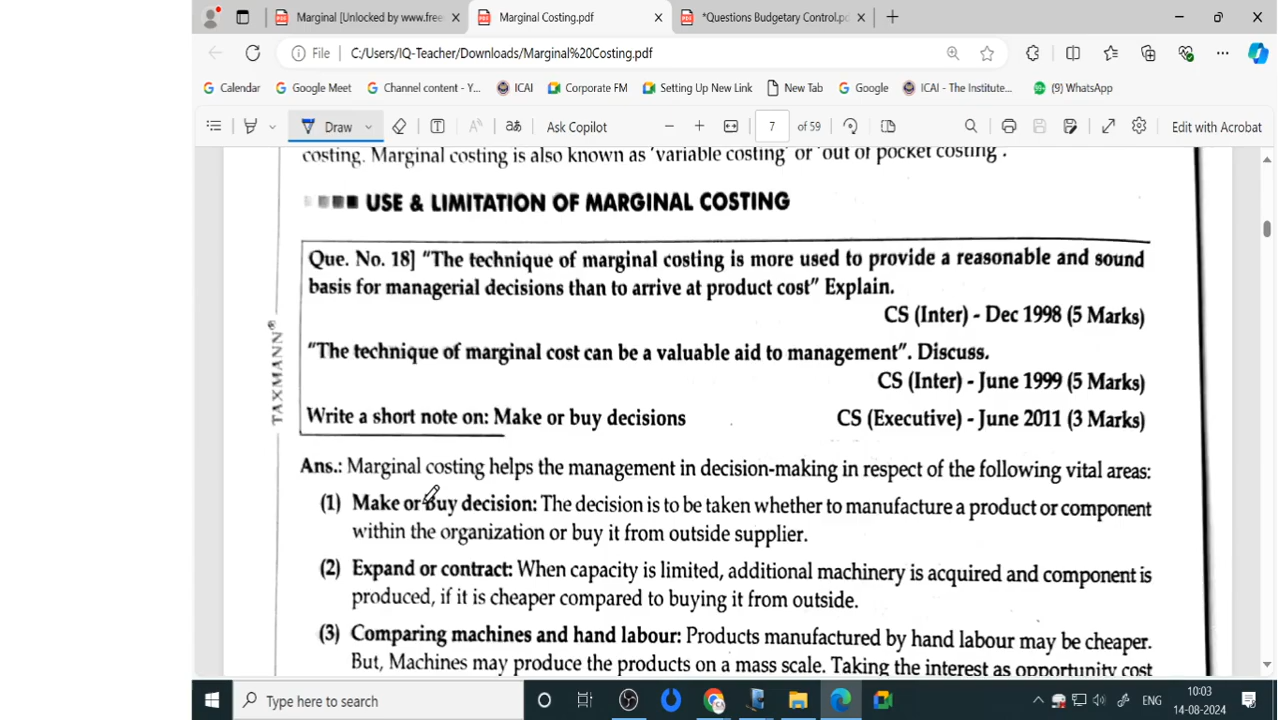 Marginal [Unlocked by www.free
Marginal Costing.pdf
*Questions Budgetary Control.pd
File
C:/Users/IQ-Teacher/Downloads/Marginal%20Costing.pdf
Calendar
Google Meet
Channel content - Y...
ICAI
Corporate FM
Setting Up New Link
New Tab
Google
ICAI - The Institute...
(9) WhatsApp
Draw
Ask Copilot
7
of 59
Edit with Acrobat
costing. Marginal costing is also known as 'variable costing' or 'out of pocket costing'.
USE & LIMITATION OF MARGINAL COSTING
Que. No. 18] "The technique of marginal costing is more used to provide a reasonable and sound
basis for managerial decisions than to arrive at product cost" Explain.
CS (Inter) - Dec 1998 (5 Marks)
"The technique of marginal cost can be a valuable aid to management". Discuss.
CS (Inter) - June 1999 (5 Marks)
Write a short note on: Make or buy decisions CS (Executive) - June 2011 (3 Marks)
TAXMANN®
Ans.: Marginal costing helps the management in decision-making in respect of the following vital areas:
(1) Make or buy decision: The decision is to be taken whether to manufacture a product or component
within the organization or buy it from outside supplier.
(2) Expand or contract: When capacity is limited, additional machinery is acquired and component is
produced, if it is cheaper compared to buying it from outside.
(3) Comparing machines and hand labour: Products manufactured by hand labour may be cheaper.
But, Machines may produce the products on a mass scale. Taking the interest as opportunity cost
Type here to search
ENG
10:03
14-08-2024